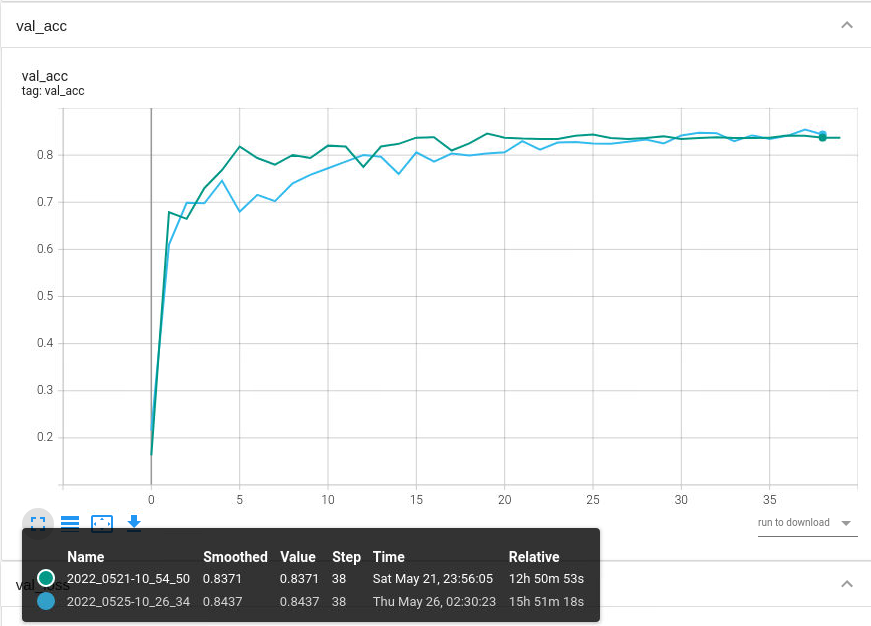 val_acc
val_acc
tag: val_acc
0.8
0.7
0.6
0.5
0.4
0.3
0.2
0 5 10 15 20 25 30 35
run to download
Name Smoothed Value Step Time Relative
2022_0521-10_54_50 0.8371 0.8371 38 Sat May 21, 23:56:05 12h 50m 53s
2022_0525-10_26_34 0.8437 0.8437 38 Thu May 26, 02:30:23 15h 51m 18s
val_loss